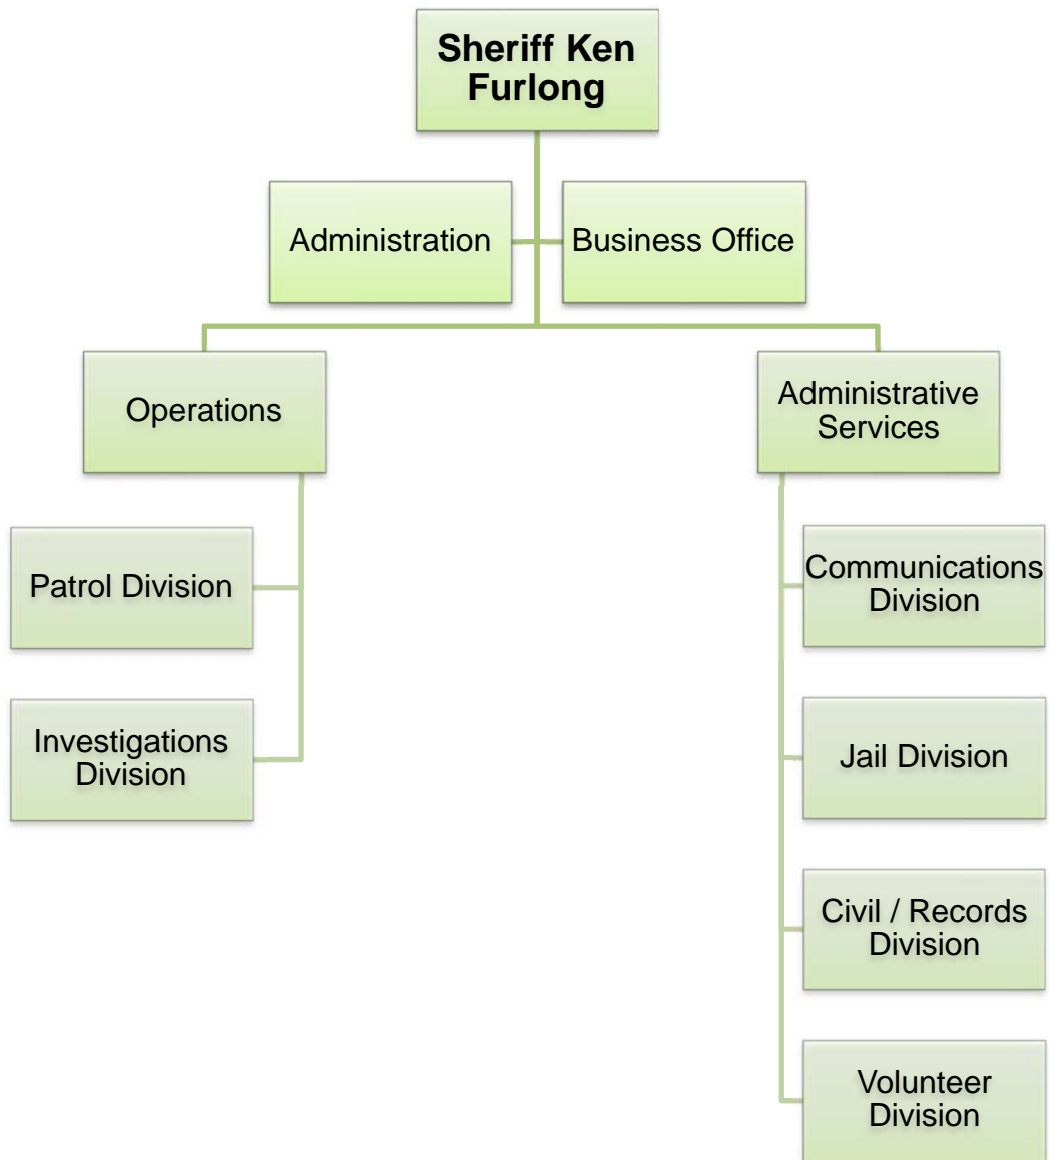 Sheriff Ken
Furlong
Administration
Business Office
Operations
Administrative
Services
Patrol Division
Investigations
Division
Communications
Division
Jail Division
Civil / Records
Division
Volunteer
Division